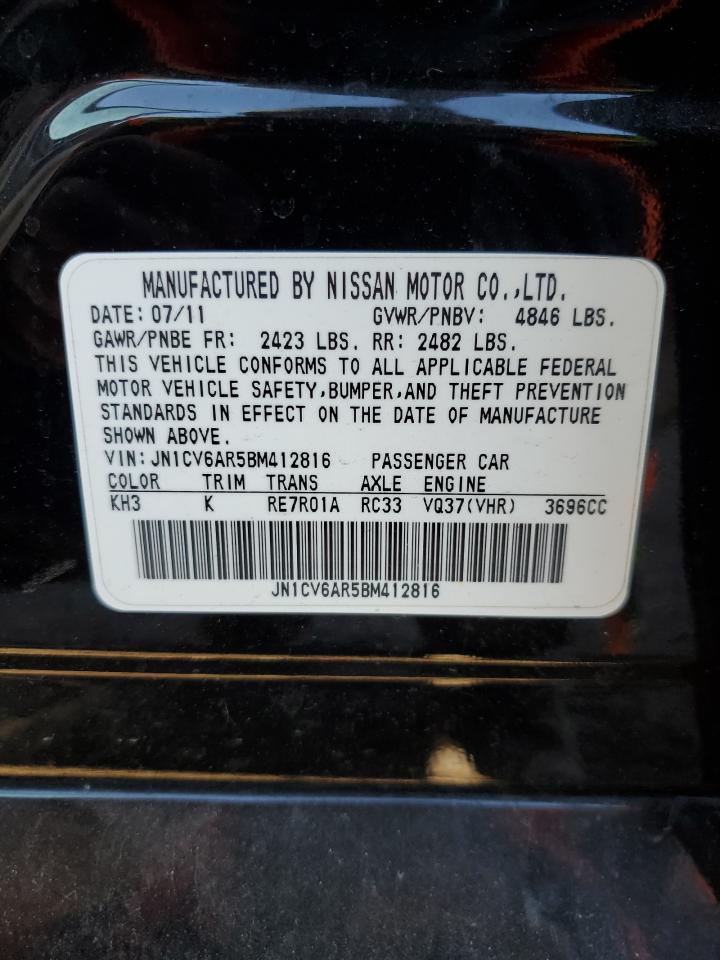 MANUFACTURED BY NISSAN MOTOR CO.,LTD.
DATE: 07/11 GVWR/PNBV: 4846 LBS.
GAWR/PNBE FR: 2423 LBS. RR: 2482 LBS.
THIS VEHICLE CONFORMS TO ALL APPLICABLE FEDERAL
MOTOR VEHICLE SAFETY,BUMPER,AND THEFT PREVENTION
STANDARDS IN EFFECT ON THE DATE OF MANUFACTURE
SHOWN ABOVE.
VIN: JN1CV6AR5BM412816 PASSENGER CAR
COLOR TRIM TRANS AXLE ENGINE
KH3 K RE7R01A RC33 VQ37(VHR) 3696CC
JN1CV6AR5BM412816